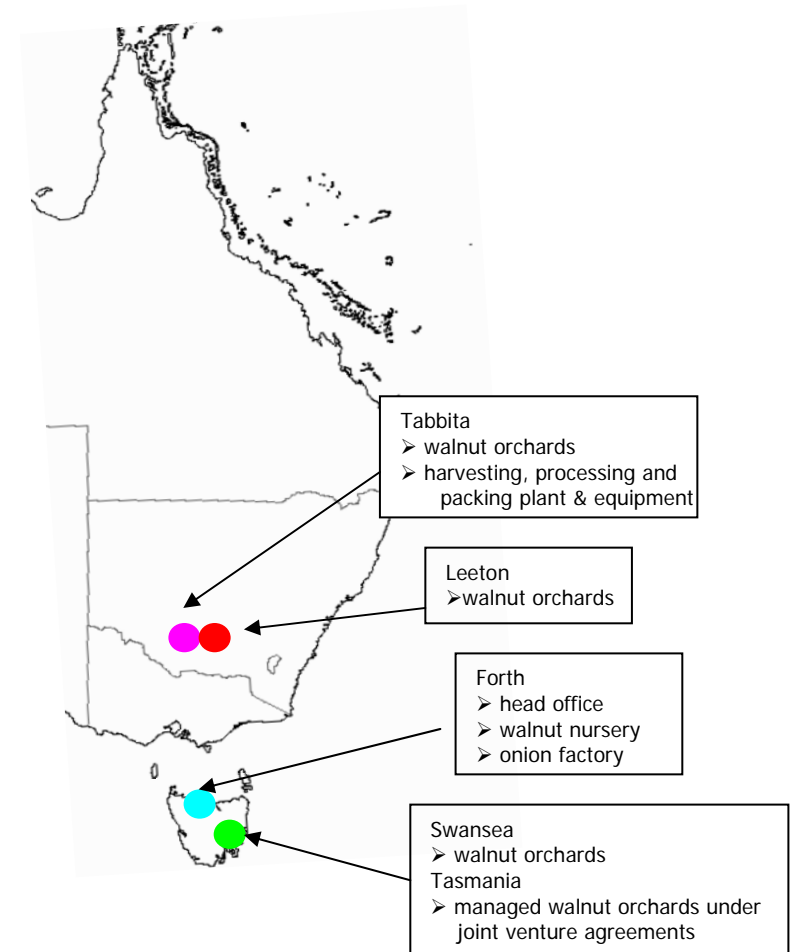 Tabbita
➢ walnut orchards
➢ harvesting, processing and
packing plant & equipment
Leeton
➢walnut orchards
Forth
➢ head office
➢ walnut nursery
➢ onion factory
Swansea
➢ walnut orchards
Tasmania
➢ managed walnut orchards under
joint venture agreements